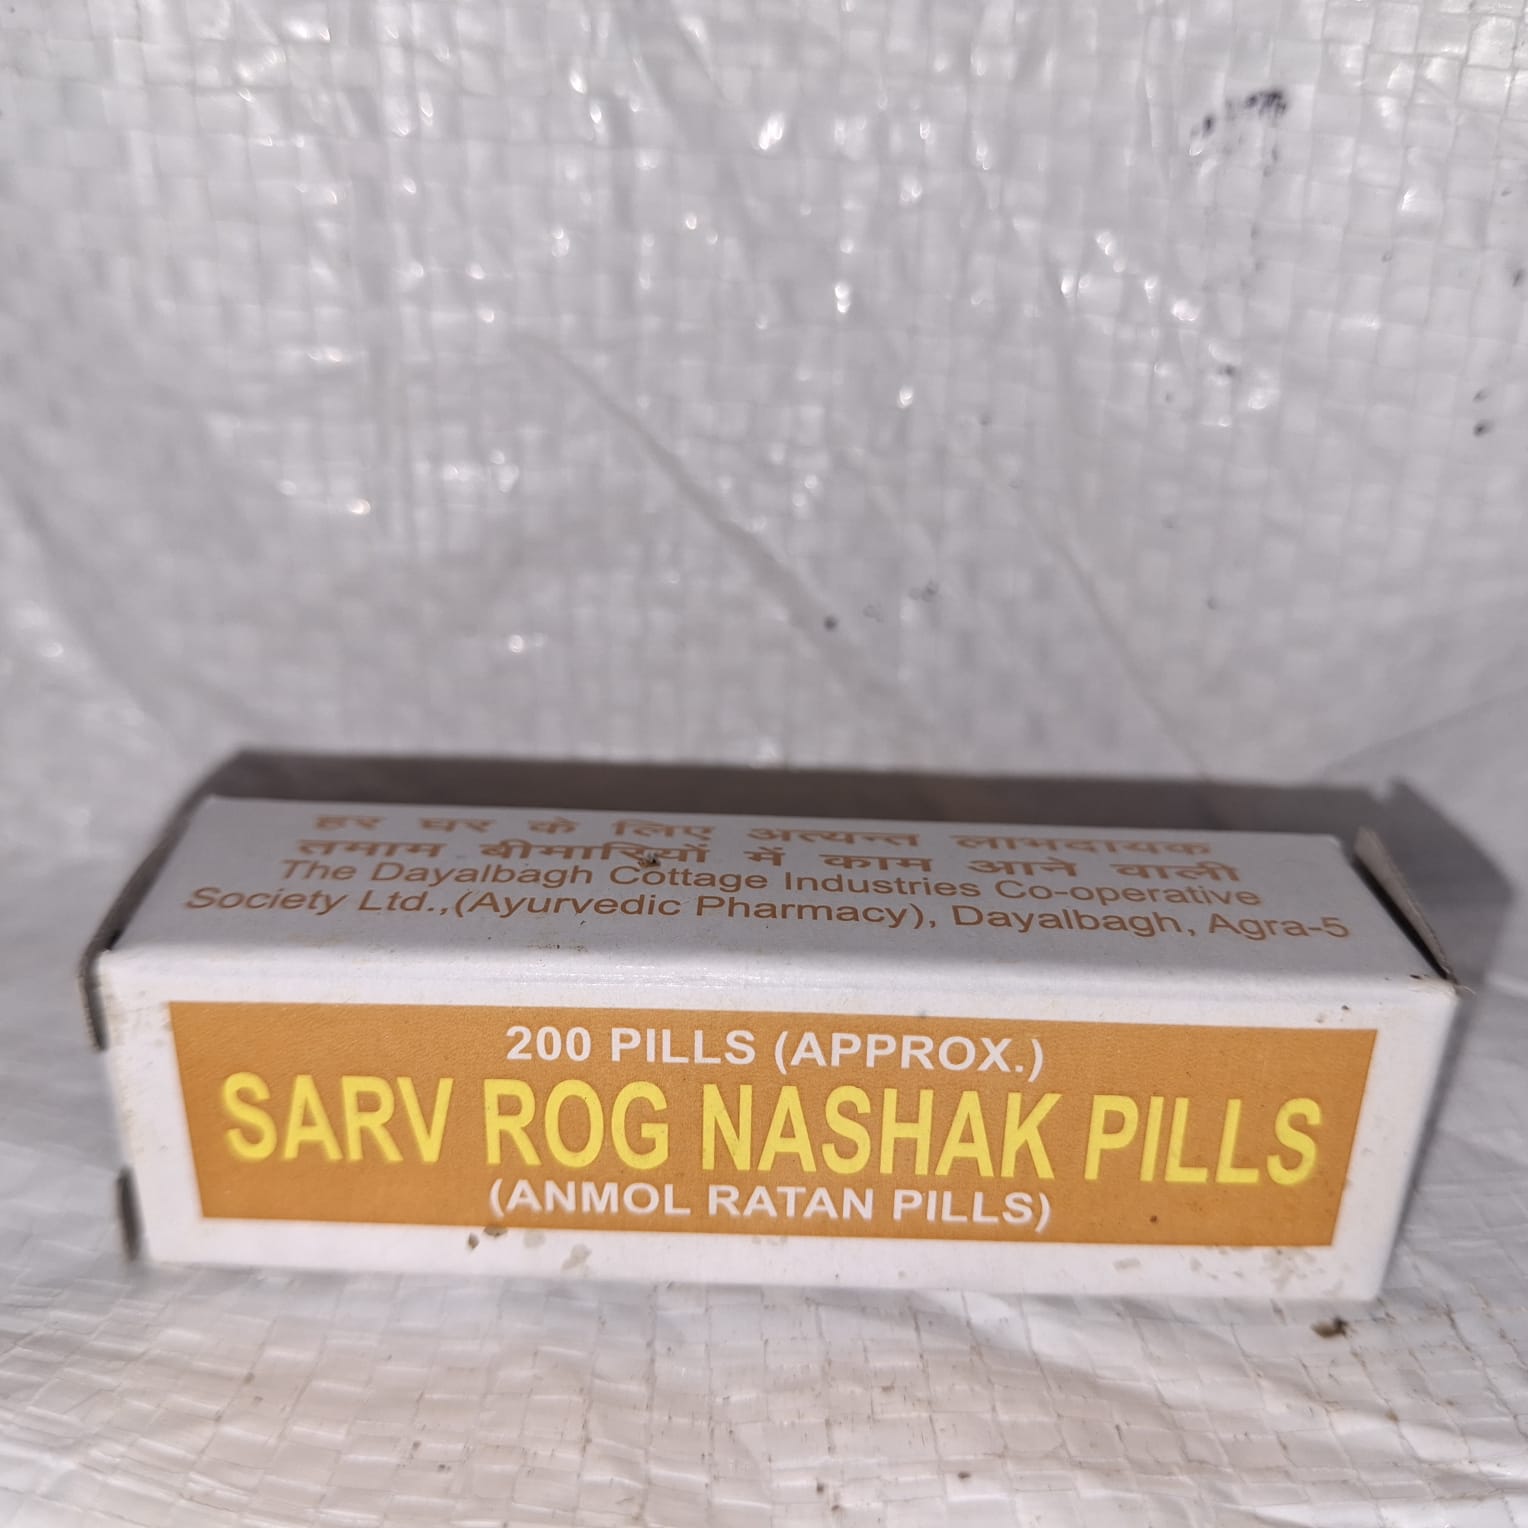 हर घर के लिए अत्यन्त लाभदायक
तमाम बीमारियों में काम आने वाली
The Dayalbagh Cottage Industries Co-operative
Society Ltd.,(Ayurvedic Pharmacy), Dayalbagh, Agra-5
200 PILLS (APPROX.)
SARV ROG NASHAK PILLS
(ANMOL RATAN PILLS)